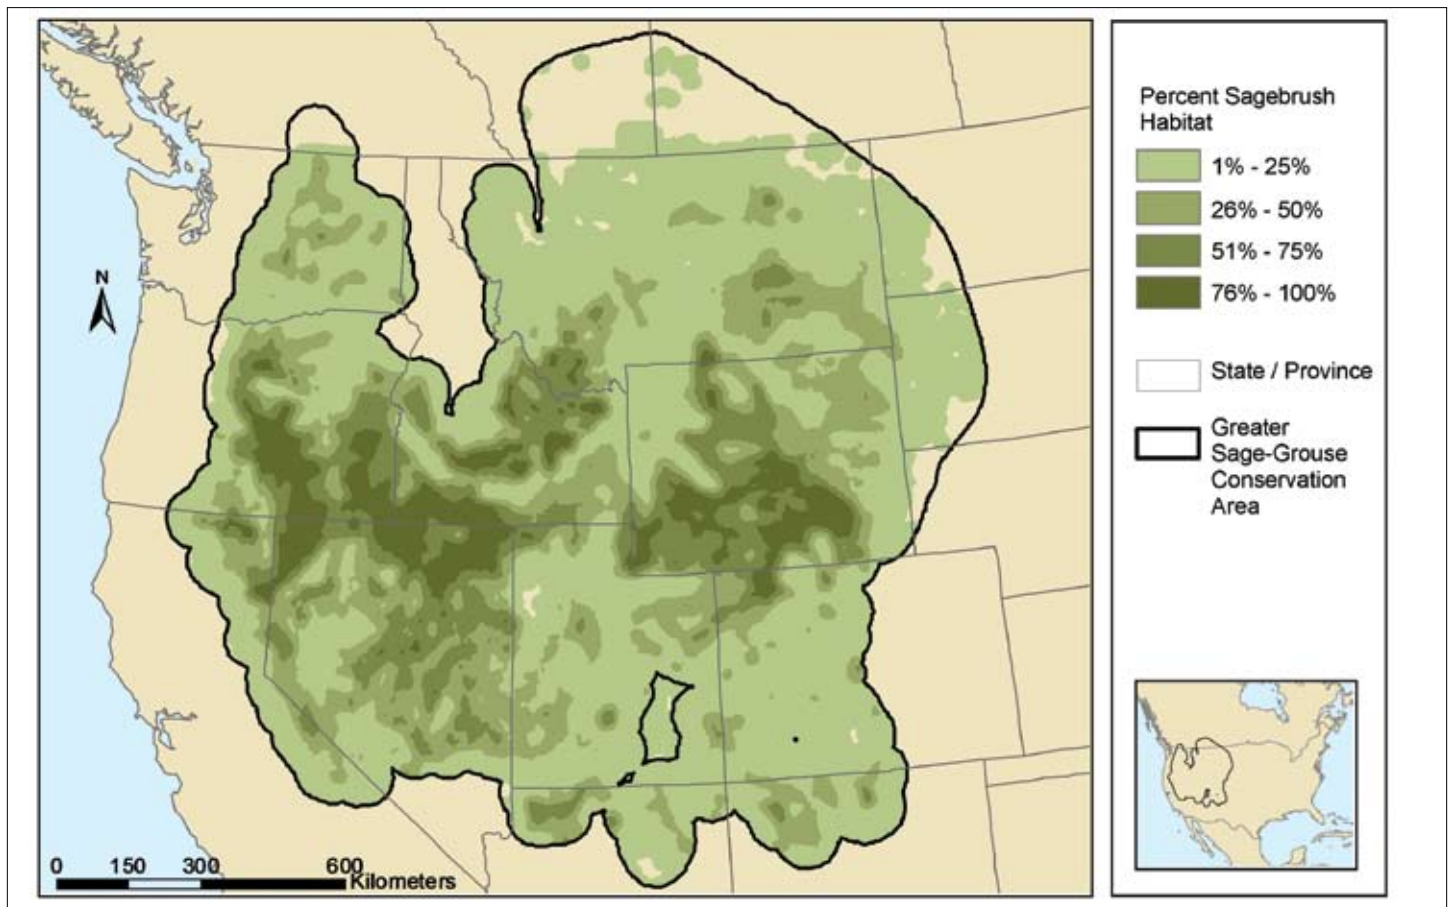 N
0 150 300 600
Kilometers
Percent Sagebrush
Habitat
1% - 25%
26% - 50%
51% - 75%
76% - 100%
State / Province
Greater
Sage-Grouse
Conservation
Area